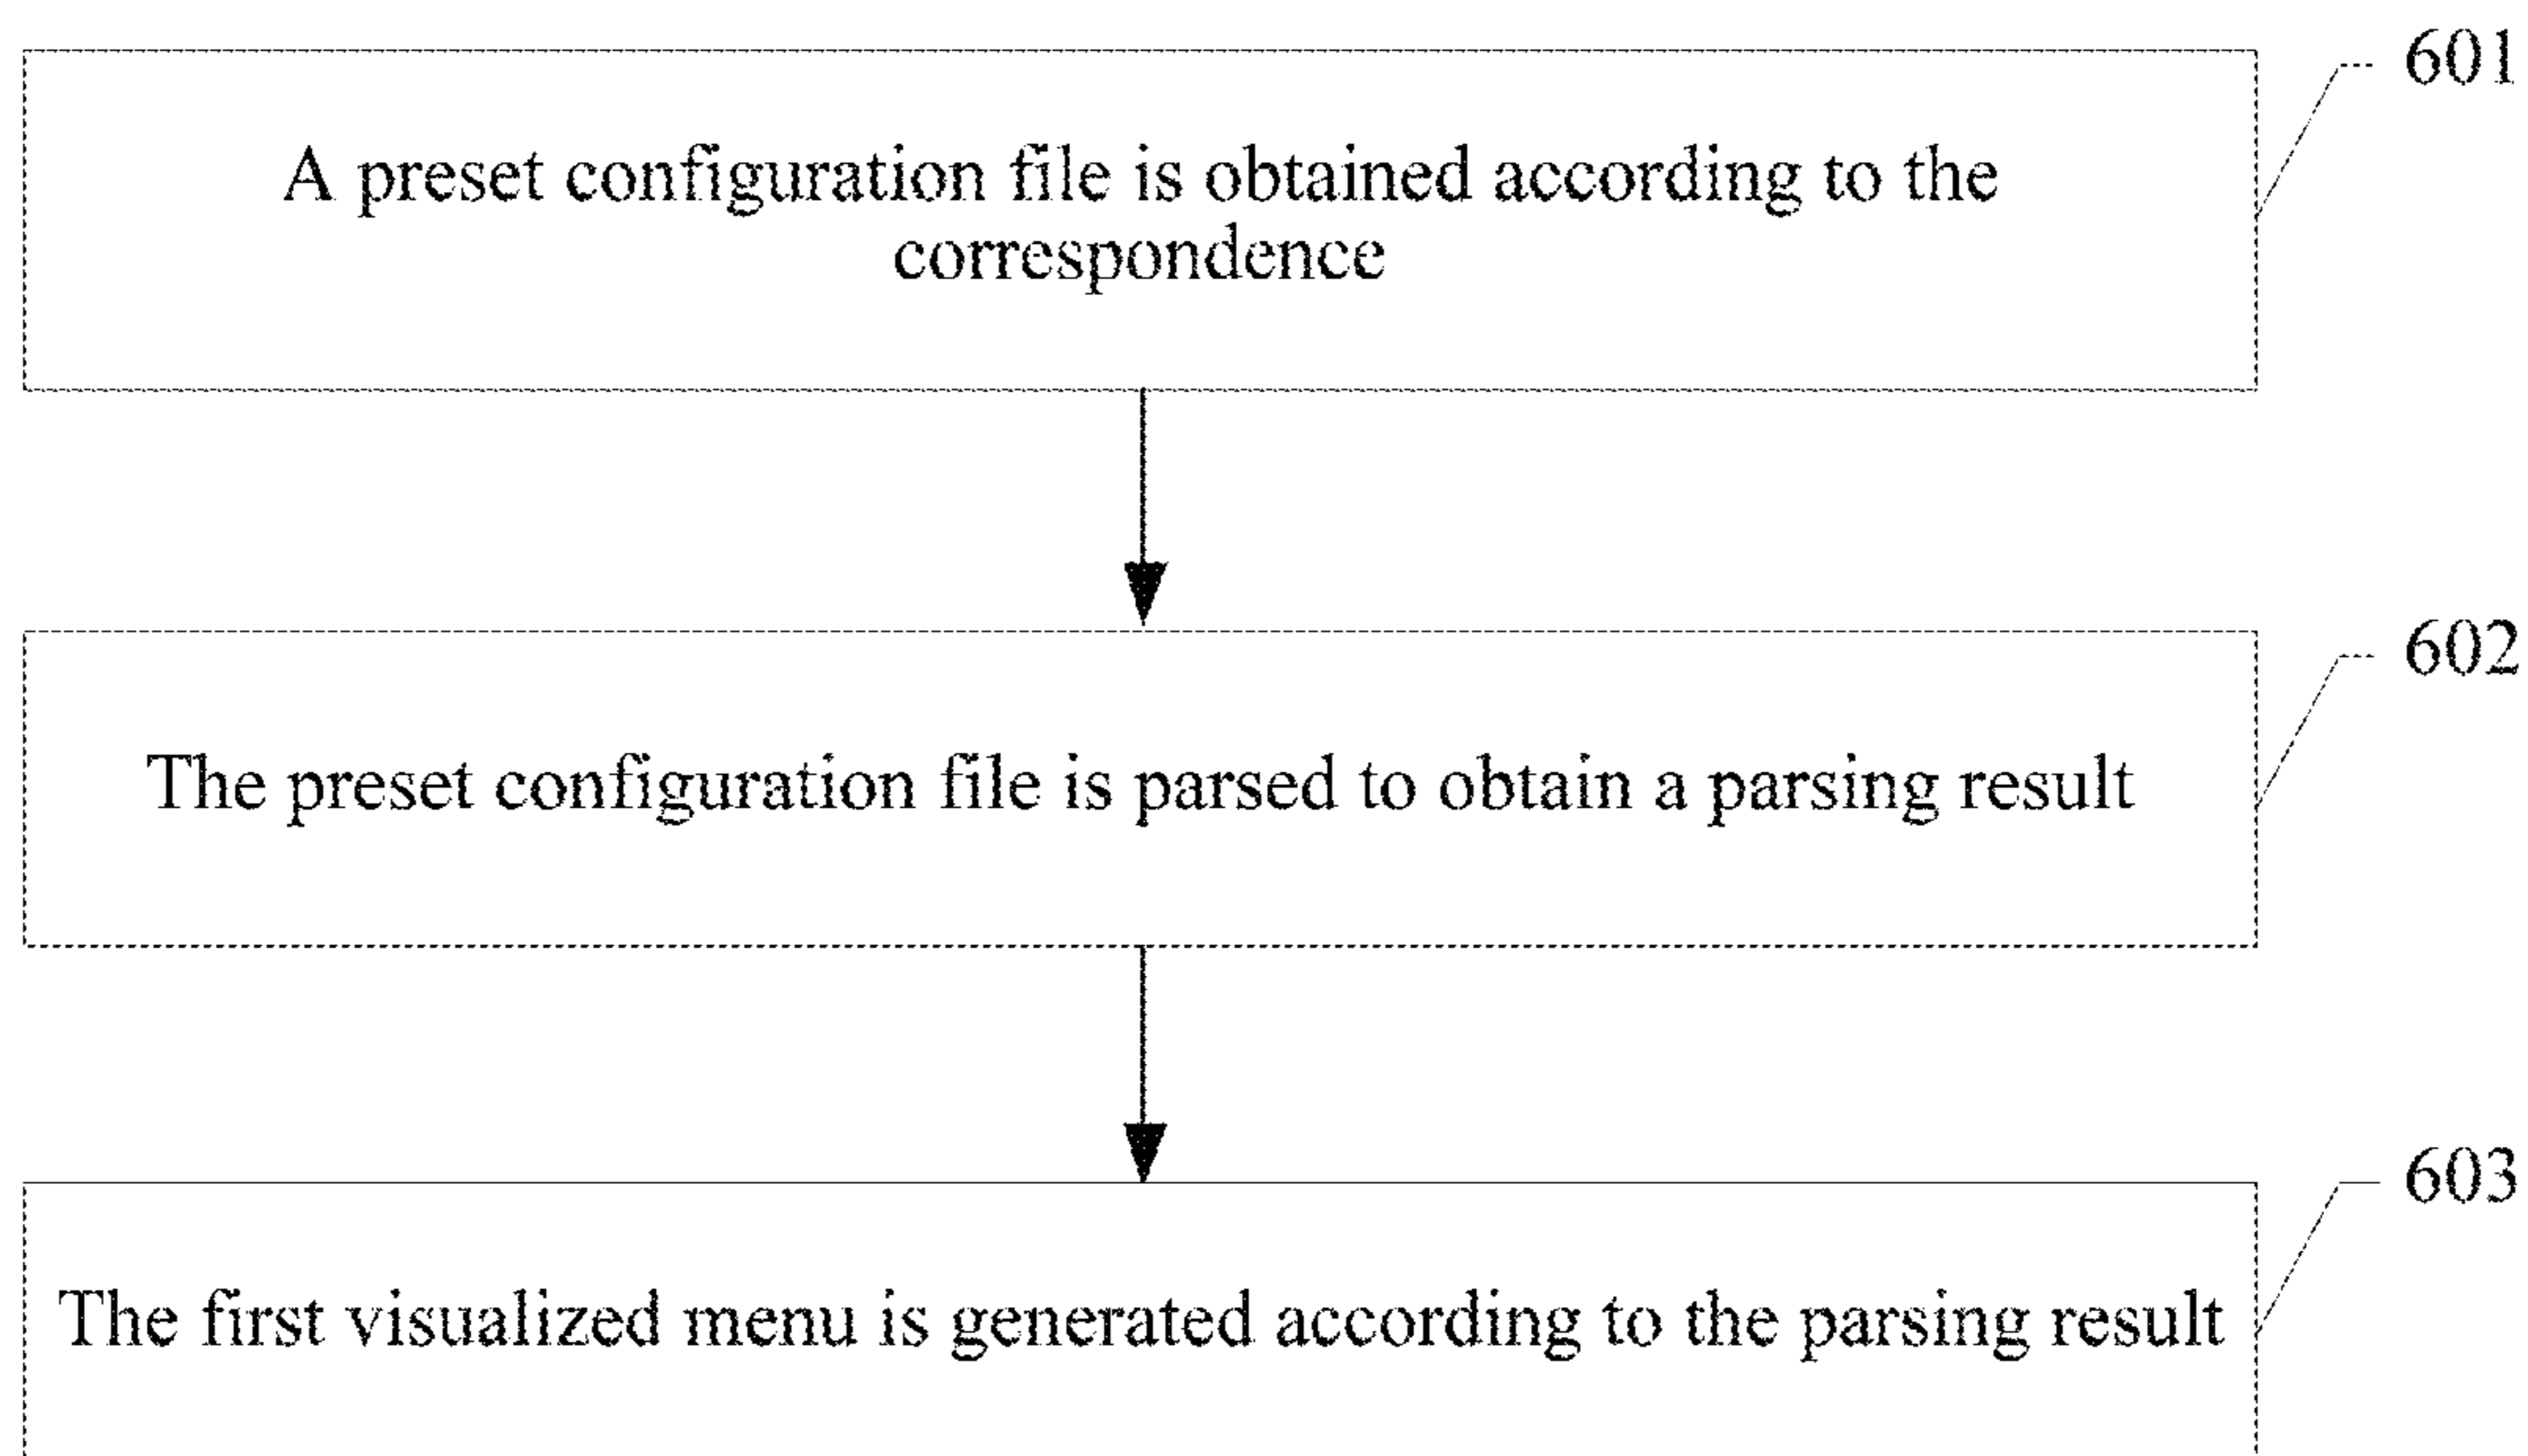 601
A preset configuration file is obtained according to the
correspondence
602
The preset configuration file is parsed to obtain a parsing result
603
The first visualized menu is generated according to the parsing result